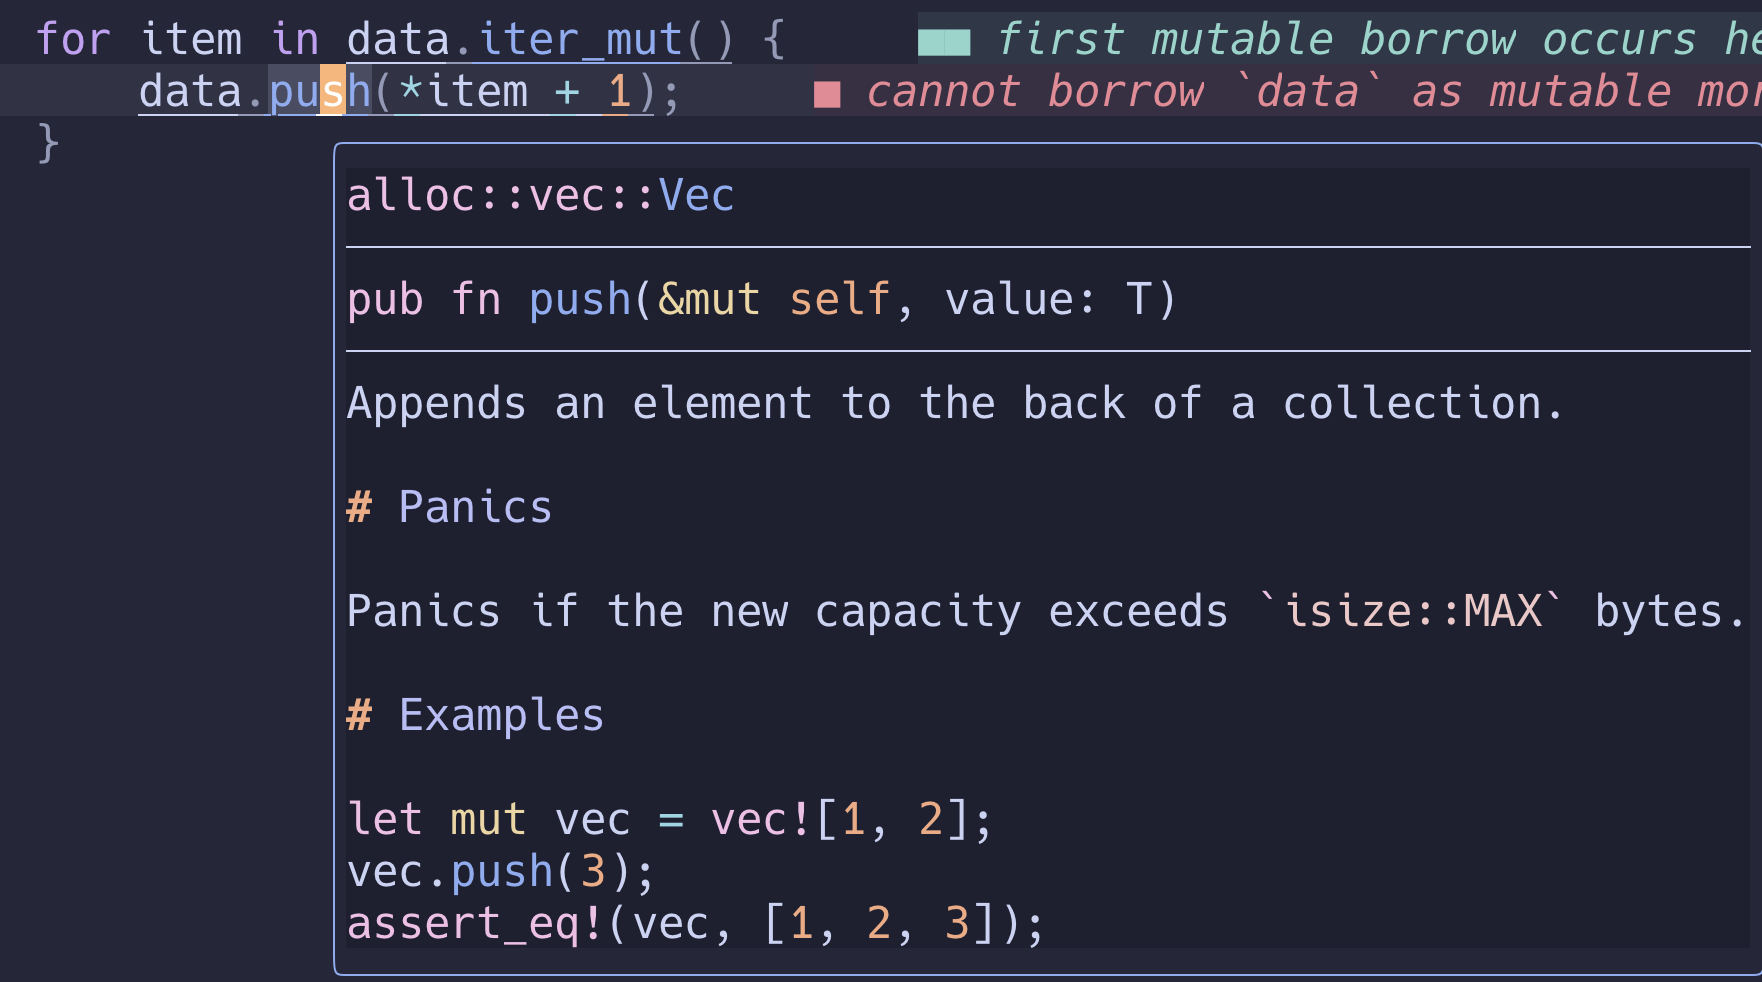 for item in data.iter_mut() { ■■ first mutable borrow occurs
data.push(*item + 1); ■ cannot borrow `data` as mutable
}
alloc::vec::Vec
pub fn push(&mut self, value: T)
Appends an element to the back of a collection.
# Panics
Panics if the new capacity exceeds `isize::MAX` bytes.
# Examples
let mut vec = vec![1, 2];
vec.push(3);
assert_eq!(vec, [1, 2, 3]);